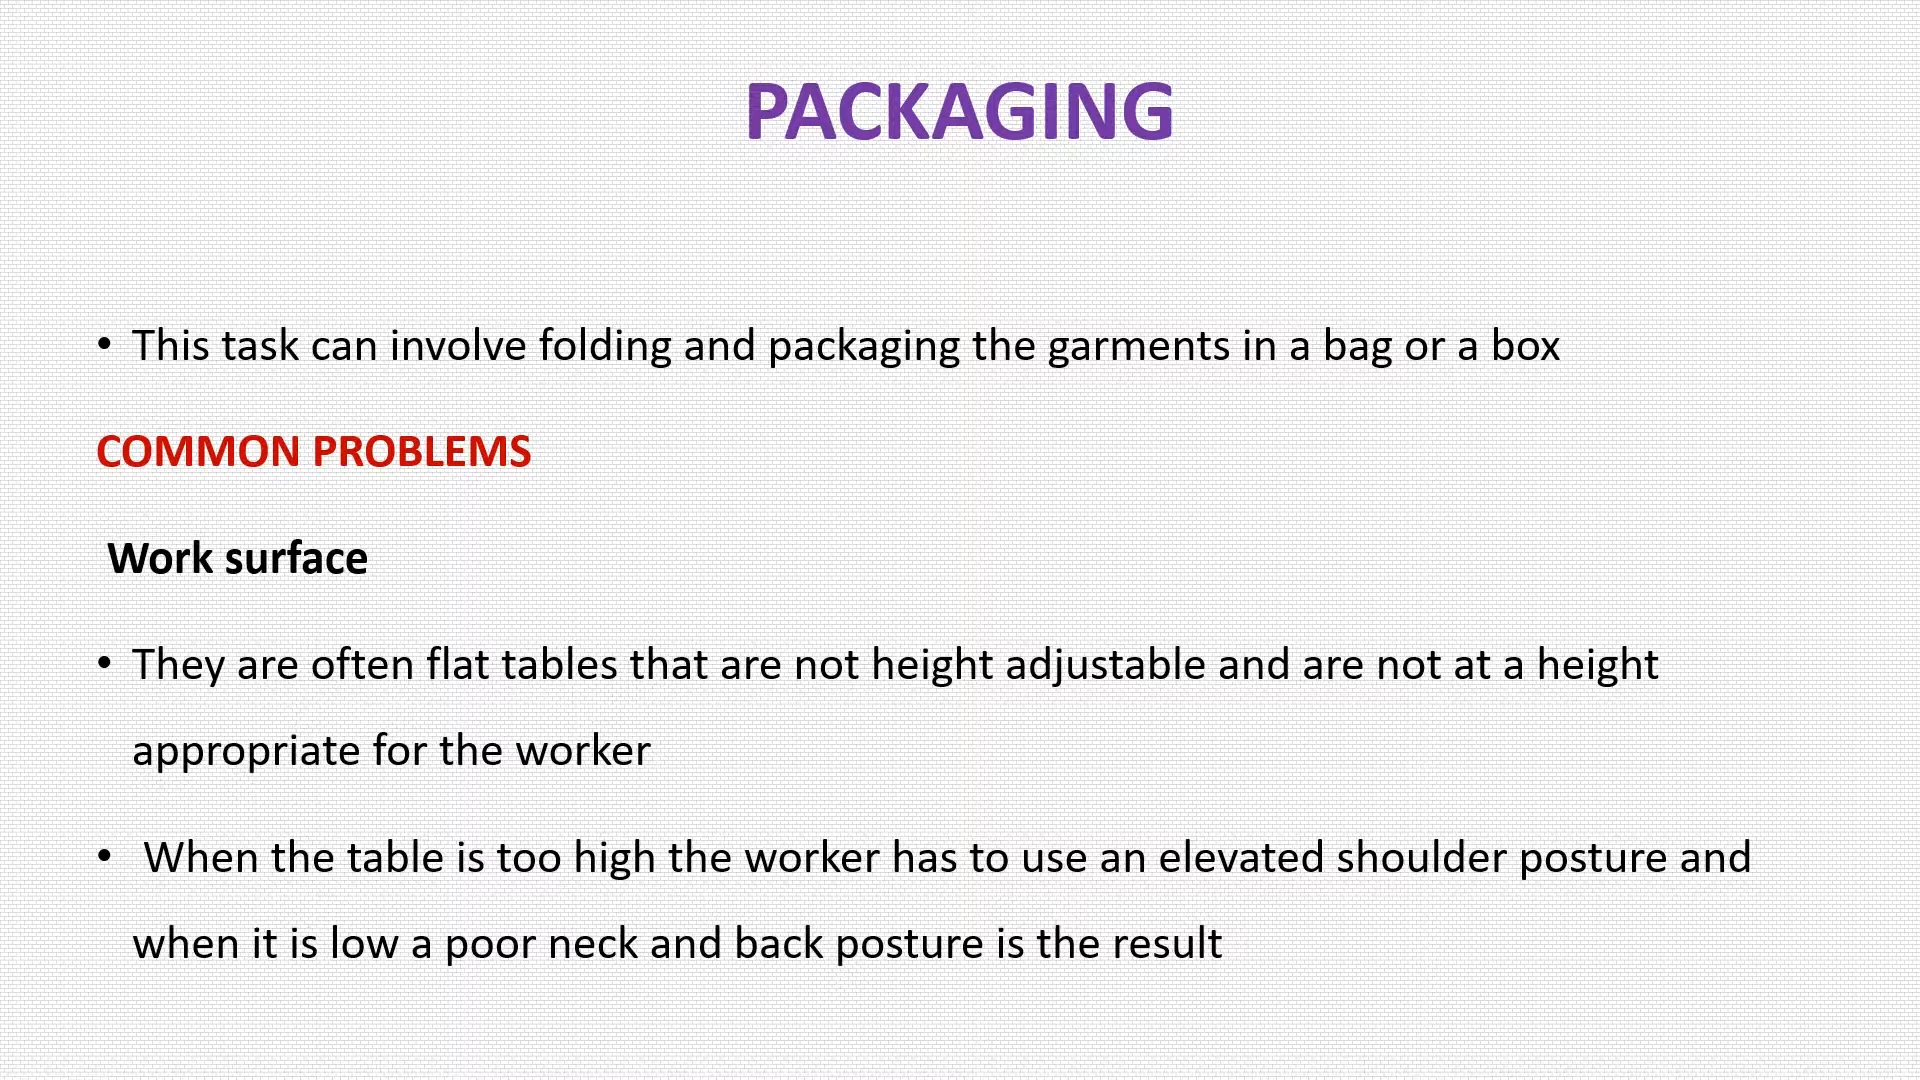 PACKAGING
• This task can involve folding and packaging the garments in a bag or a box
COMMON PROBLEMS
Work surface
• They are often flat tables that are not height adjustable and are not at a height
appropriate for the worker
• When the table is too high the worker has to use an elevated shoulder posture and
when it is low a poor neck and back posture is the result